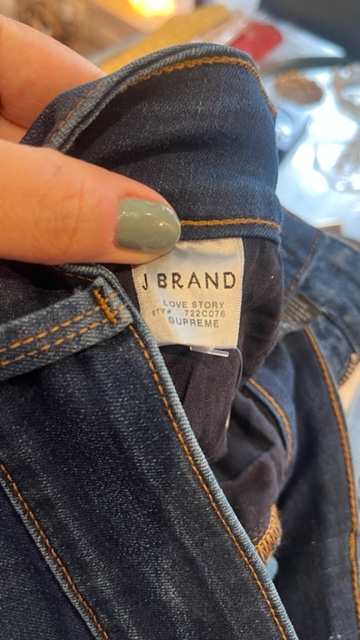 J BRAND
LOVE STORY
STY# 722C076
SUPREME